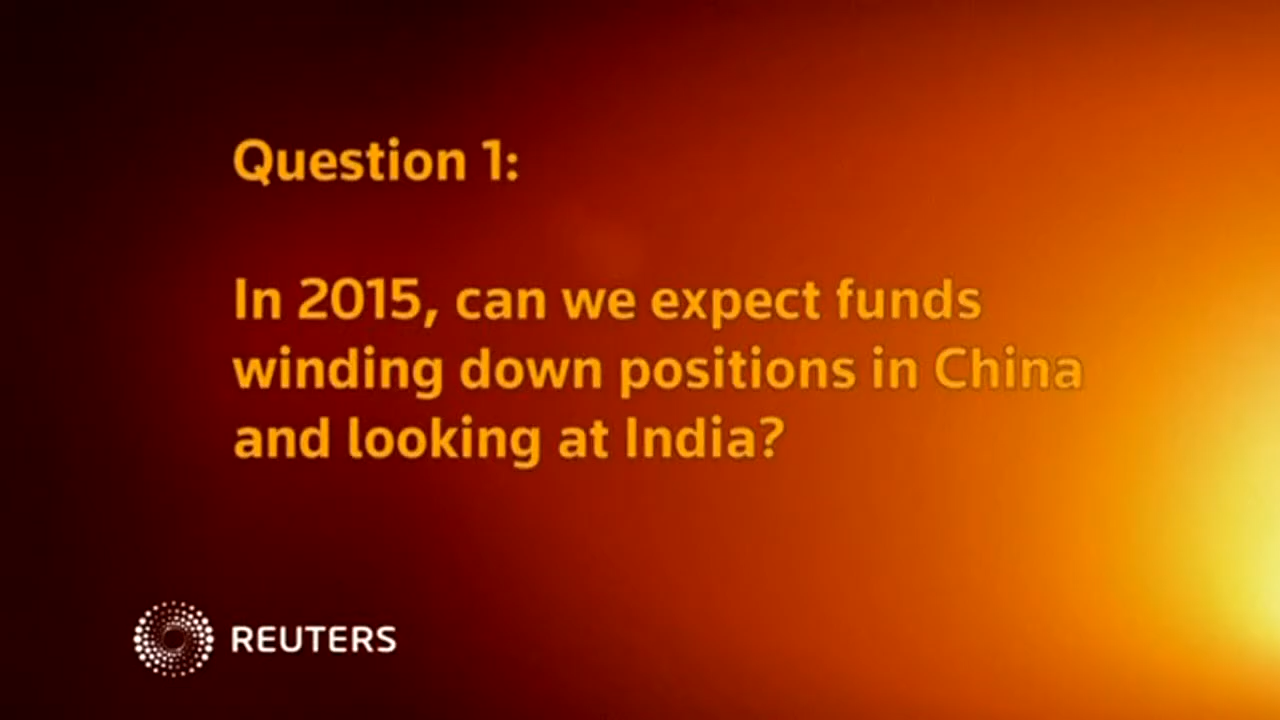 Question 1:
In 2015, can we expect funds
winding down positions in China
and looking at India?
REUTERS